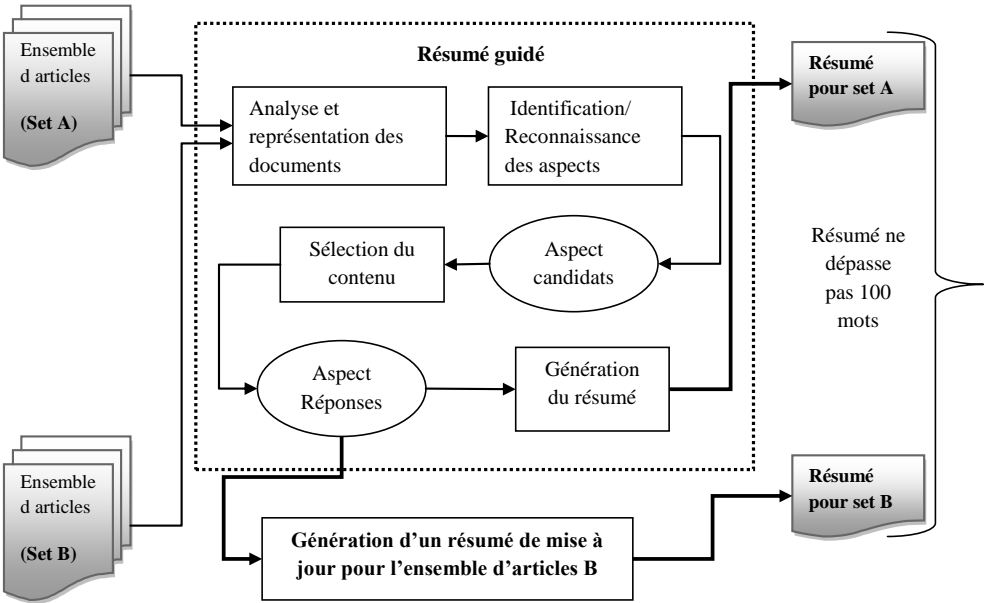 Ensemble
d articles
(Set A)
Résumé guidé
Analyse et
représentation des
documents
Identification/
Reconnaissance
des aspects
Résumé
pour set A
Sélection du
contenu
Aspect
candidats
Résumé ne
dépasse
pas 100
mots
Aspect
Réponses
Génération
du résumé
Ensemble
d articles
(Set B)
Génération d’un résumé de mise à
jour pour l’ensemble d’articles B
Résumé
pour set B